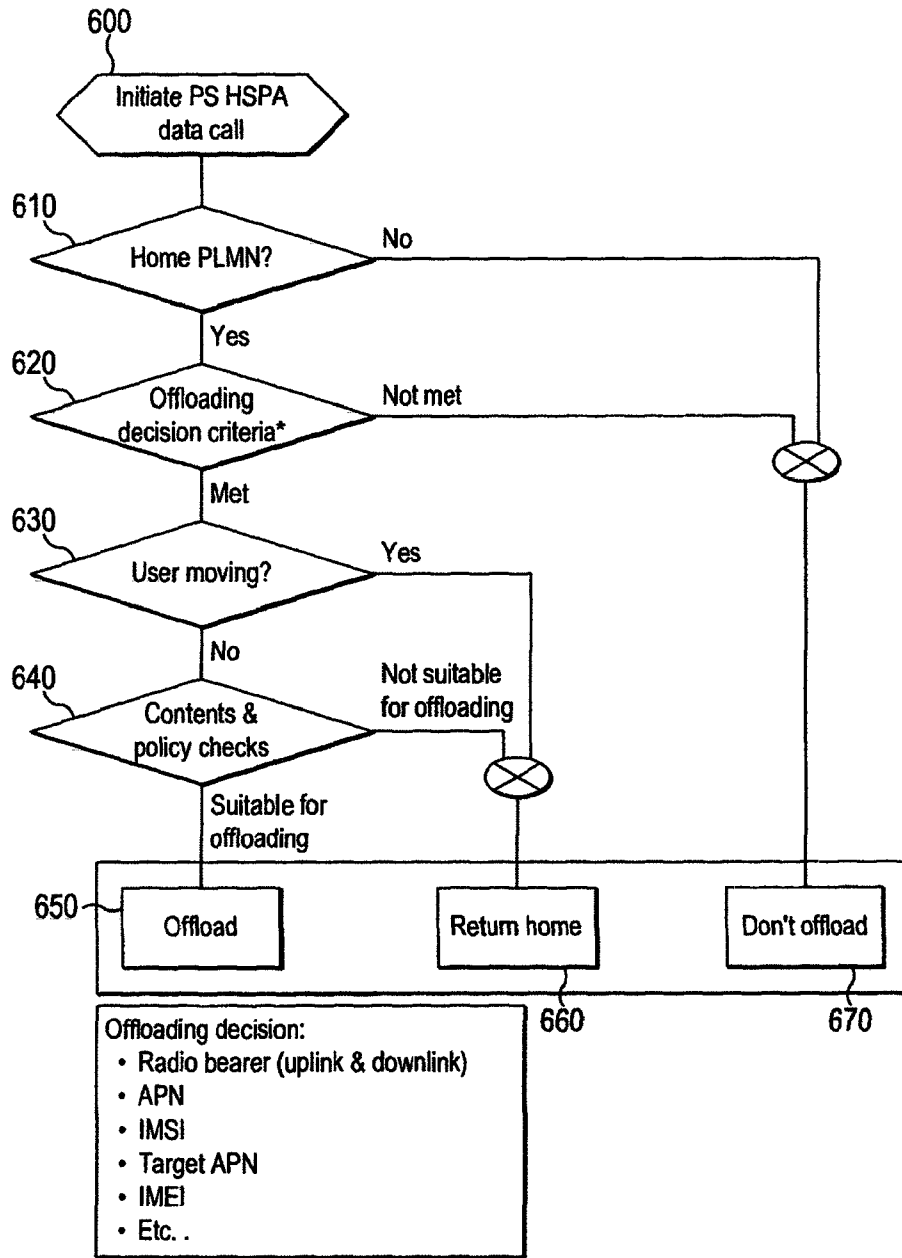 600
Initiate PS HSPA
data call
610
Home PLMN?
No
Yes
620
Offloading
decision criteria*
Not met
Met
630
User moving?
Yes
No
640
Contents &
policy checks
Not suitable
for offloading
Suitable for
offloading
650
Offload
Return home
Don't offload
660
670
Offloading decision:
• Radio bearer (uplink & downlink)
• APN
• IMSI
• Target APN
• IMEI
• Etc. .